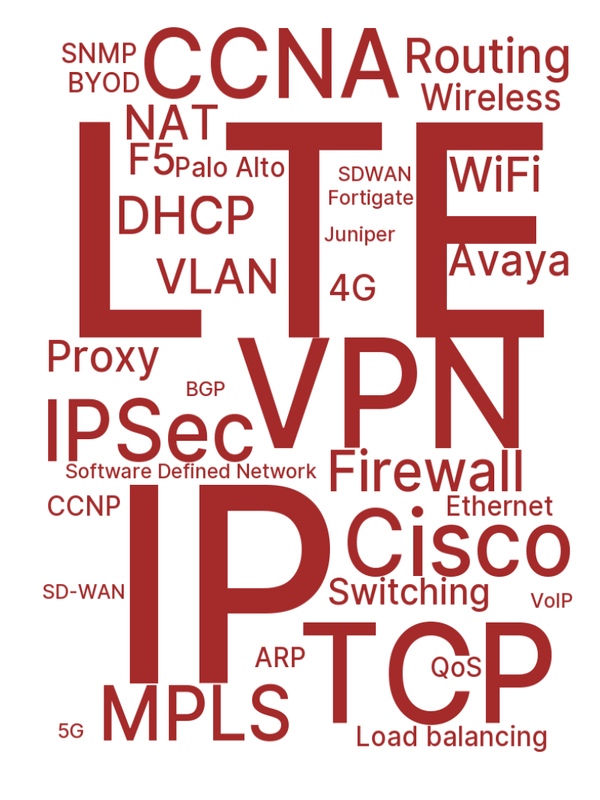 SNMP
CCNA
Routing
BYOD
Wireless
NAT
LTE
F5
Palo Alto
SDWAN
WiFi
Fortigate
DHCP
Juniper
Avaya
VLAN
4G
Proxy
VPN
BGP
IPSec
Software Defined Network
Firewall
CCNP
IP
Ethernet
Cisco
SD-WAN
Switching
VoIP
ARP
TCP
QoS
MPLS
5G
Load balancing